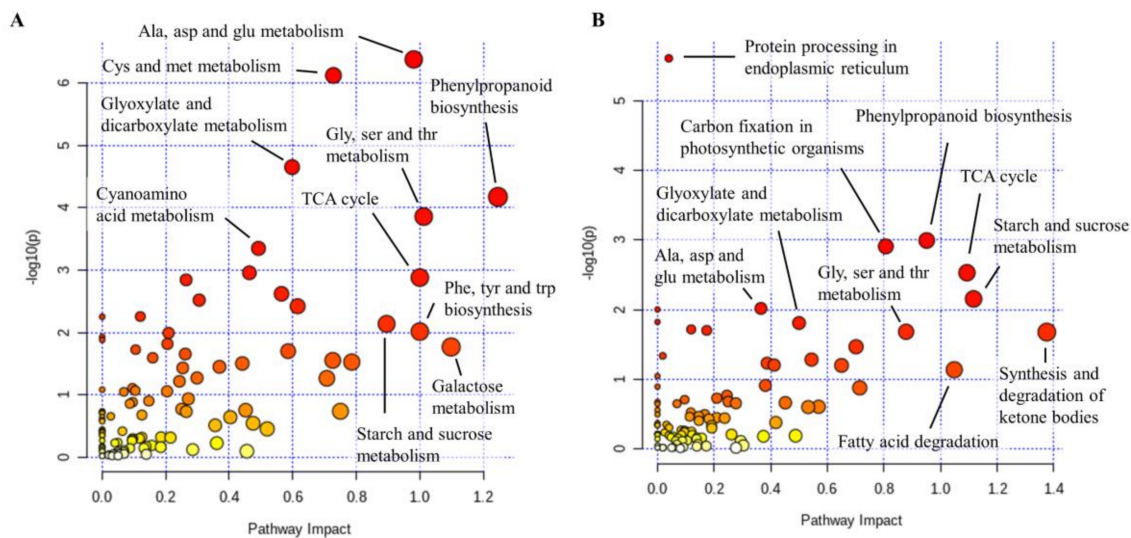 A
Ala, asp and glu metabolism
Cys and met metabolism
Phenylpropanoid
biosynthesis
Glyoxylate and
dicarboxylate metabolism
Gly, ser and thr
metabolism
Cyanoamino
acid metabolism
TCA cycle
Phe, tyr and trp
biosynthesis
Galactose
metabolism
Starch and sucrose
metabolism
-log10(p)
6
5
4
3
2
1
0
0.0
0.2
0.4
0.6
0.8
1.0
1.2
Pathway Impact
B
Protein processing in
endoplasmic reticulum
Phenylpropanoid biosynthesis
Carbon fixation in
photosynthetic organisms
TCA cycle
Glyoxylate and
dicarboxylate metabolism
Starch and sucrose
metabolism
Ala, asp and
glu metabolism
Gly, ser and thr
metabolism
Synthesis and
degradation of
ketone bodies
Fatty acid degradation
-log10(p)
5
4
3
2
1
0
0.0
0.2
0.4
0.6
0.8
1.0
1.2
1.4
Pathway Impact